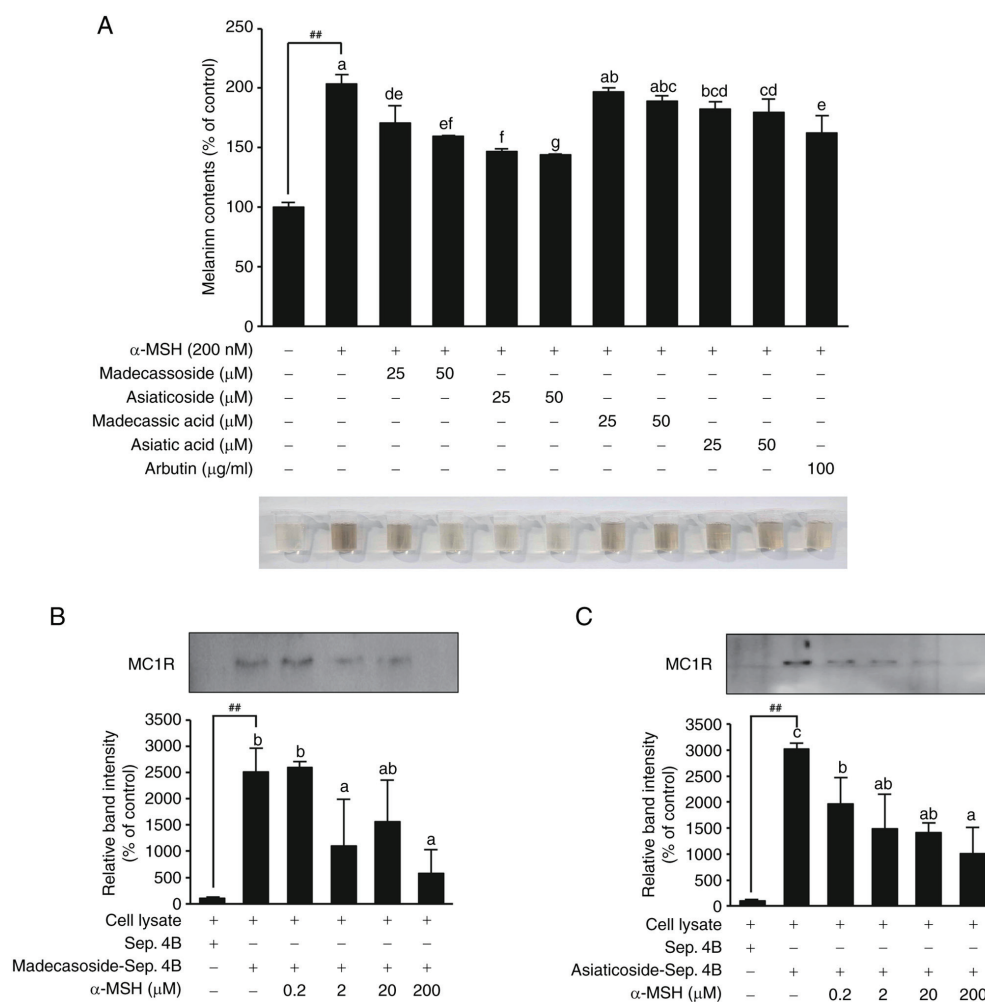 A
250
200
150
100
50
0
Melaninn contents (% of control)
##
a
de
ef
f
g
ab
abc
bcd
cd
e
α-MSH (200 nM) – + + + + + + + + + +
Madecassoside (μM) – – 25 50 – – – – – – –
Asiaticoside (μM) – – – – 25 50 – – – – –
Madecassic acid (μM) – – – – – – 25 50 – – –
Asiatic acid (μM) – – – – – – – – 25 50 –
Arbutin (μg/ml) – – – – – – – – – – 100
B
MC1R
##
3500
3000
2500
2000
1500
1000
500
0
Relative band intensity
(% of control)
b
b
a
ab
a
Cell lysate + + + + + +
Sep. 4B + – – – – –
Madecasoside-Sep. 4B – + + + + +
α-MSH (μM) – – 0.2 2 20 200
C
MC1R
##
3500
3000
2500
2000
1500
1000
500
0
Relative band intensity
(% of control)
c
b
ab
ab
a
Cell lysate + + + + + +
Sep. 4B + – – – – –
Asiaticoside-Sep. 4B – + + + + +
α-MSH (μM) – – 0.2 2 20 200